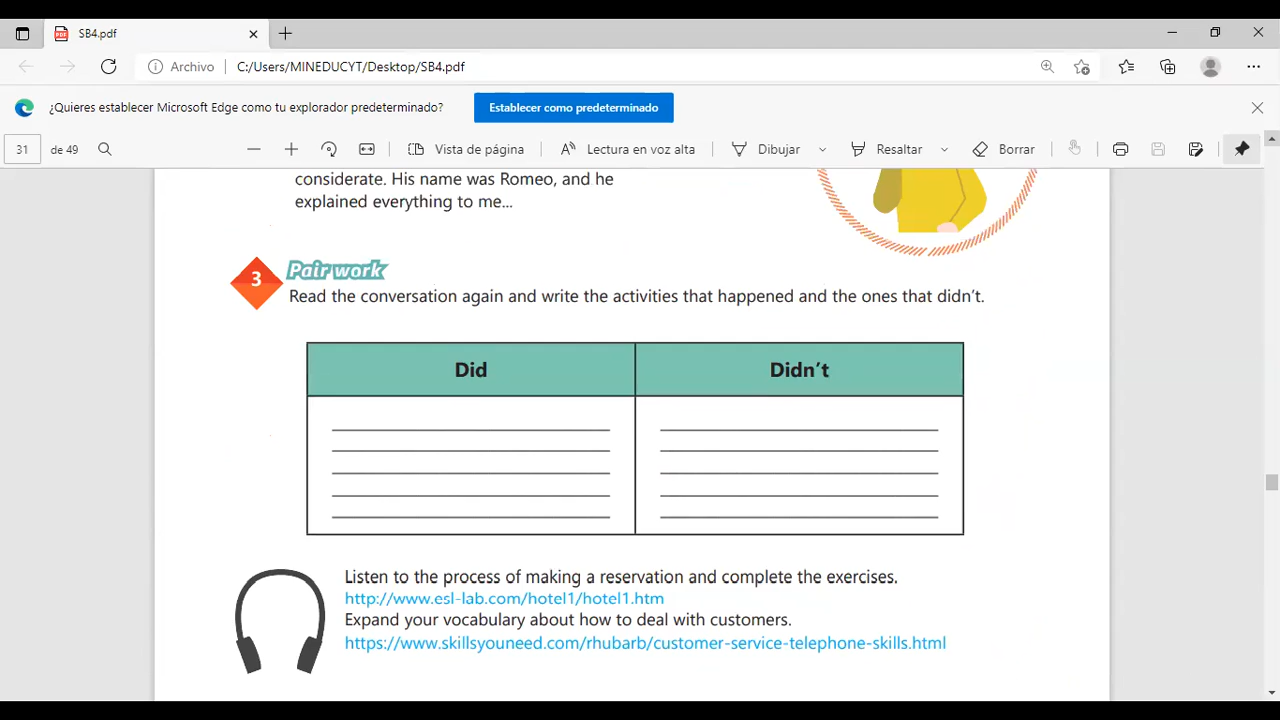 SB4.pdf
Archivo C:/Users/MINEDUCYT/Desktop/SB4.pdf
¿Quieres establecer Microsoft Edge como tu explorador predeterminado? Establecer como predeterminado
31 de 49 Vista de página Lectura en voz alta Dibujar Resaltar Borrar
considerate. His name was Romeo, and he
explained everything to me...
3 Pair work
Read the conversation again and write the activities that happened and the ones that didn't.
Did Didn't
Listen to the process of making a reservation and complete the exercises.
http://www.esl-lab.com/hotel1/hotel1.htm
Expand your vocabulary about how to deal with customers.
https://www.skillsyouneed.com/rhubarb/customer-service-telephone-skills.html